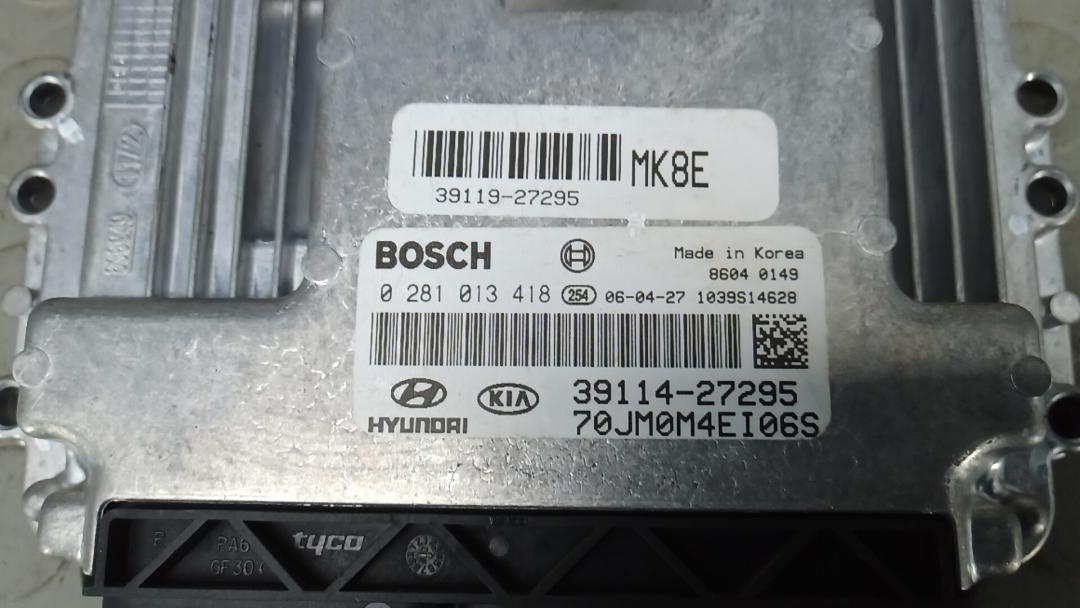 MK8E
39119-27295
BOSCH
Made in Korea
8604 0149
0 281 013 418 254 06-04-27 1039S14628
HYUNDAI KIA 39114-27295
70JM0M4EI06S
PA6 tyco
GF30